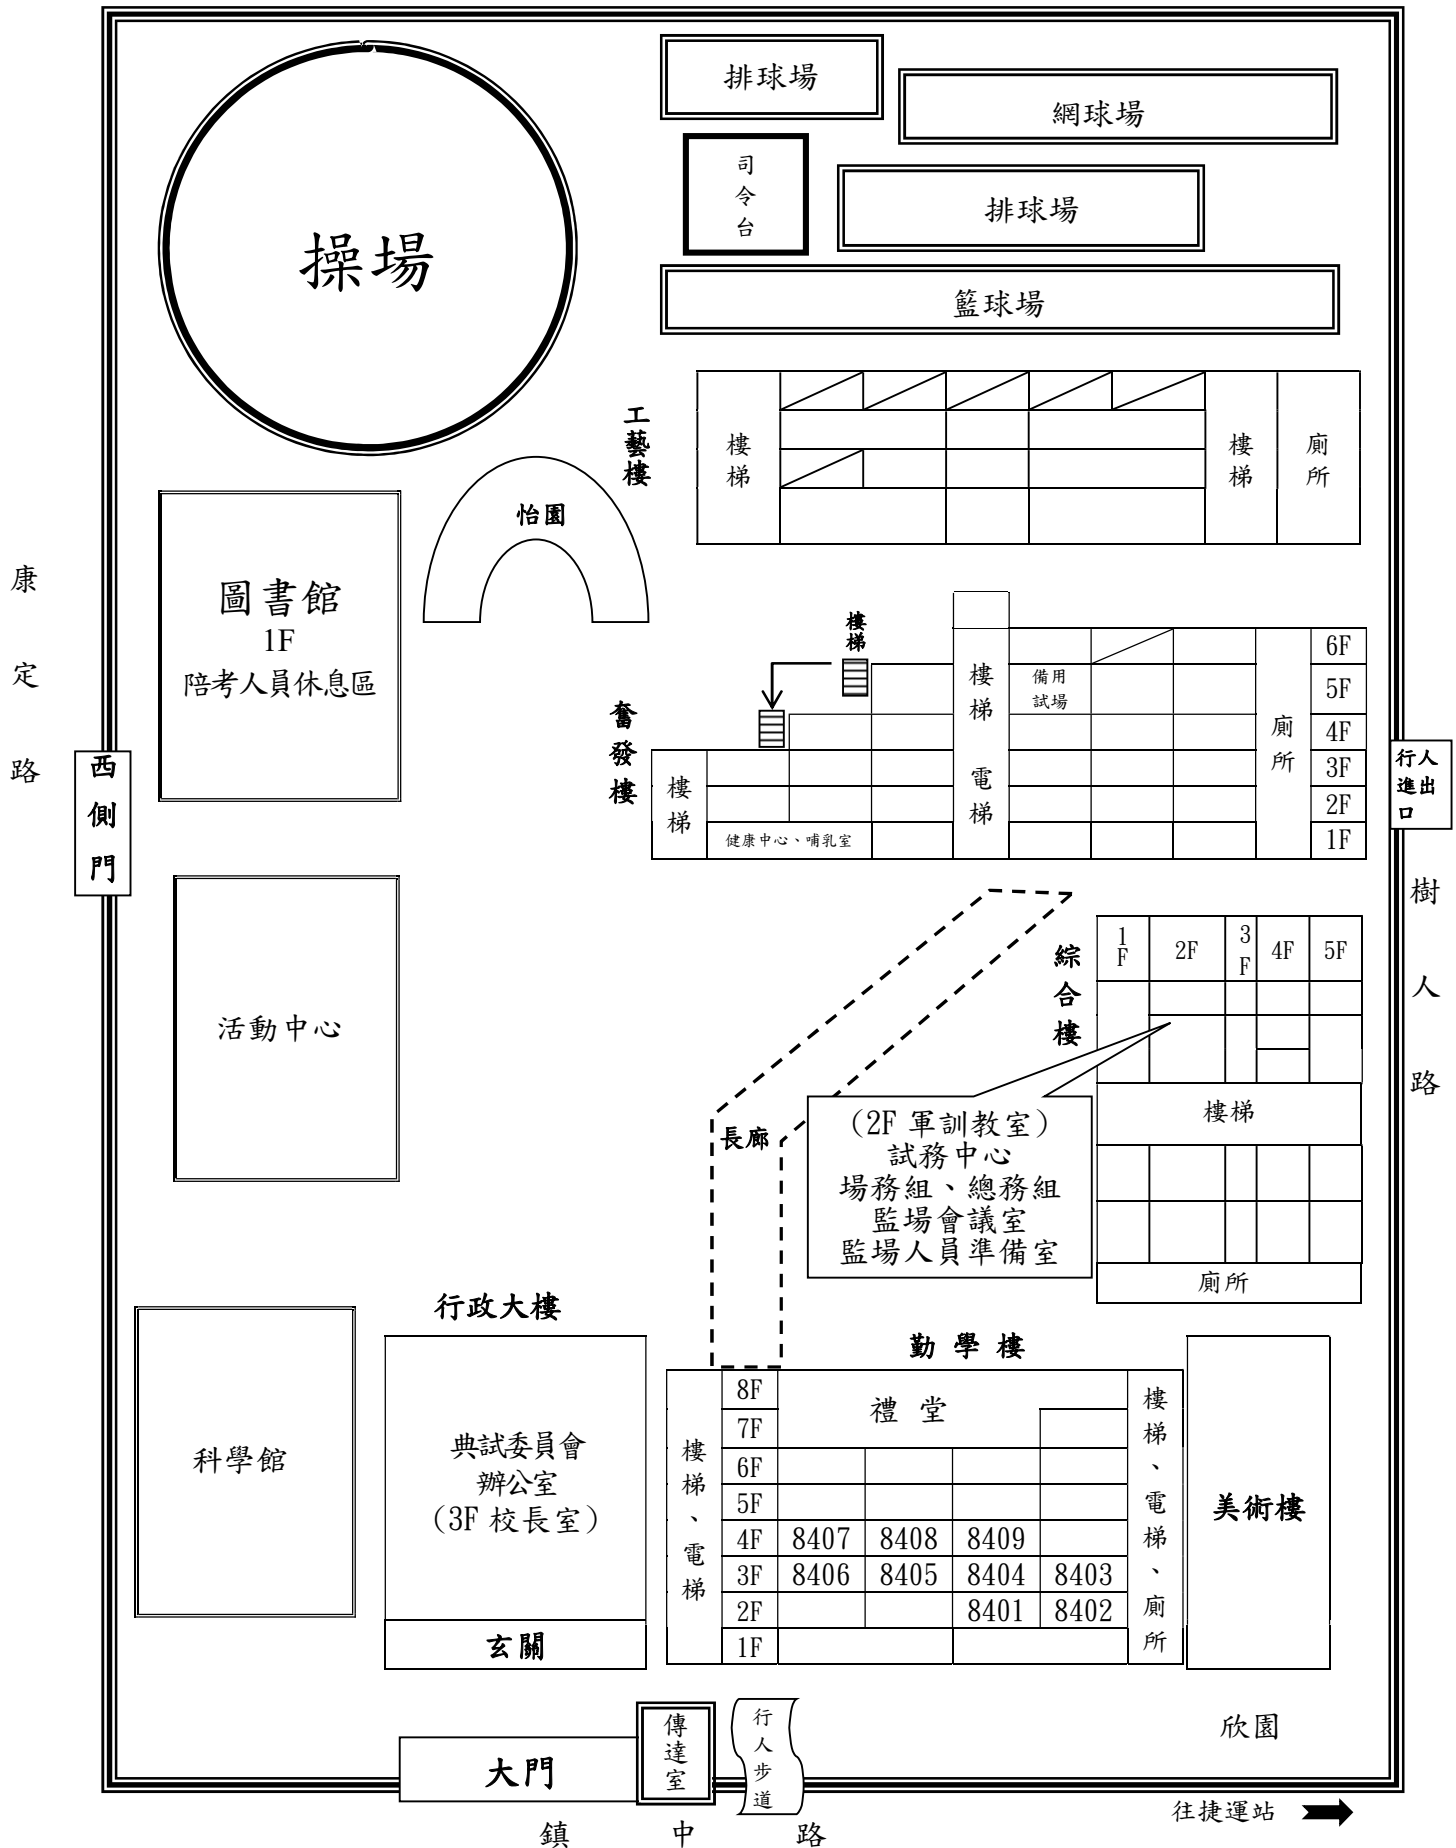 排球場
網球場
司令台
排球場
操場
籃球場
工藝樓
樓梯
樓梯
廁所
怡園
圖書館
1F
陪考人員休息區
康定路
西側門
奮發樓
樓梯
樓梯 電梯
備用
試場
廁所
6F
5F
4F
3F
2F
1F
樓梯
健康中心、哺乳室
行人
進出
口
樹人路
活動中心
綜合樓
1F 2F 3F 4F 5F
樓梯
廁所
長廊
(2F 軍訓教室)
試務中心
場務組、總務組
監場會議室
監場人員準備室
科學館
行政大樓
典試委員會
辦公室
(3F 校長室)
玄關
勤學樓
樓梯、電梯
8F
禮堂
7F
6F
5F
4F 8407 8408 8409
3F 8406 8405 8404 8403
2F 8401 8402
1F
樓梯、電梯、廁所
美術樓
欣園
大門
傳達室
行人步道
往捷運站
鎮中路